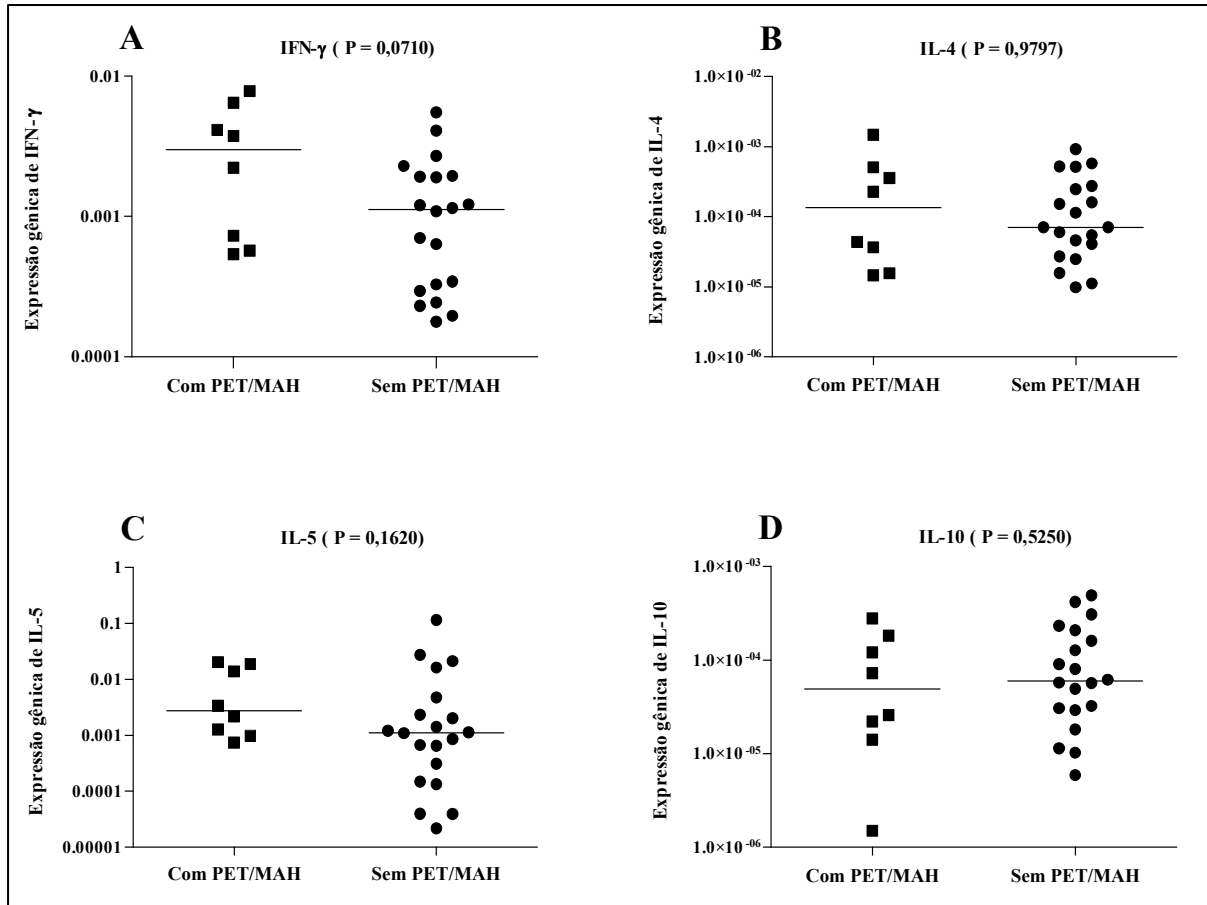 A
IFN-γ ( P = 0,0710)
Expressão gênica de IFN-γ
0.01
0.001
0.0001
Com PET/MAH
Sem PET/MAH
B
IL-4 ( P = 0,9797)
Expressão gênica de IL-4
1.0×10⁻⁰²
1.0×10⁻⁰³
1.0×10⁻⁰⁴
1.0×10⁻⁰⁵
1.0×10⁻⁰⁶
Com PET/MAH
Sem PET/MAH
C
IL-5 ( P = 0,1620)
Expressão gênica de IL-5
1
0.1
0.01
0.001
0.0001
0.00001
Com PET/MAH
Sem PET/MAH
D
IL-10 ( P = 0,5250)
Expressão gênica de IL-10
1.0×10⁻⁰³
1.0×10⁻⁰⁴
1.0×10⁻⁰⁵
1.0×10⁻⁰⁶
Com PET/MAH
Sem PET/MAH